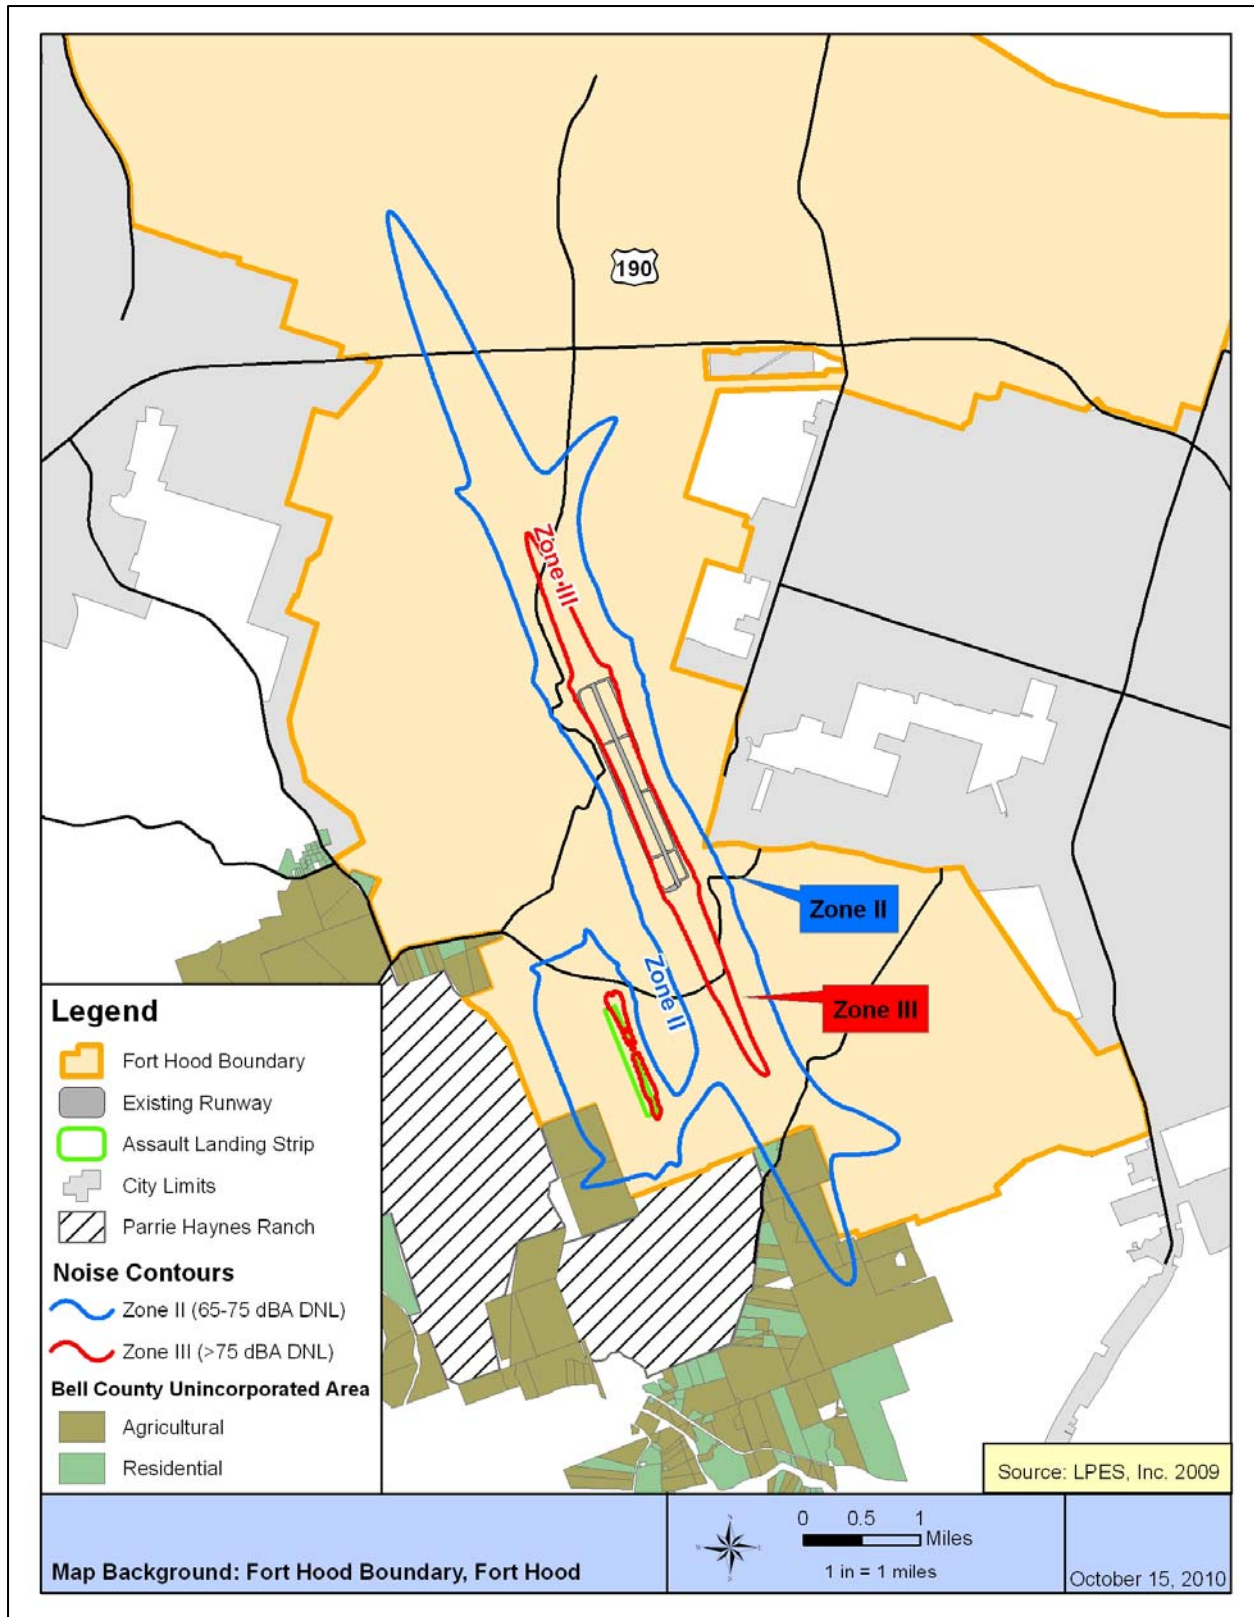 190
Zone III
Zone II
Zone II
Zone III
Legend
Fort Hood Boundary
Existing Runway
Assault Landing Strip
City Limits
Parrie Haynes Ranch
Noise Contours
Zone II (65-75 dBA DNL)
Zone III (>75 dBA DNL)
Bell County Unincorporated Area
Agricultural
Residential
Source: LPES, Inc. 2009
Map Background: Fort Hood Boundary, Fort Hood
N
W
E
S
0 0.5 1
Miles
1 in = 1 miles
October 15, 2010